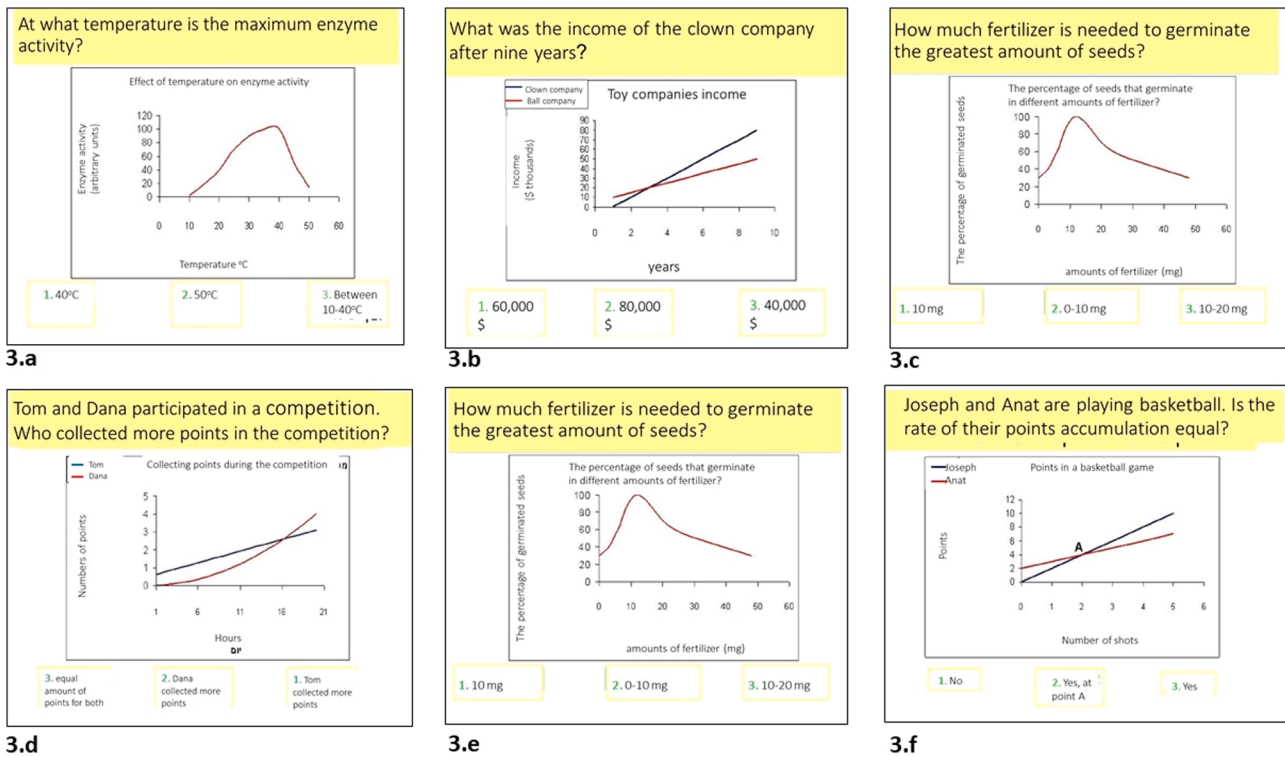 At what temperature is the maximum enzyme
activity?
Effect of temperature on enzyme activity
Enzyme activity
(arbitrary units)
120
100
80
60
40
20
0
0 10 20 30 40 50 60
Temperature ºC
1. 40ºC
2. 50ºC
3. Between
10-40ºC
3.a
What was the income of the clown company
after nine years?
Clown company
Ball company
Toy companies income
Income
($ thousands)
90
80
70
60
50
40
30
20
10
0
0 2 4 6 8 10
years
1. 60,000
$
2. 80,000
$
3. 40,000
$
3.b
How much fertilizer is needed to germinate
the greatest amount of seeds?
The percentage of seeds that germinate
in different amounts of fertilizer?
The percentage of germinated seeds
100
80
60
40
20
0
0 10 20 30 40 50 60
amounts of fertilizer (mg)
1. 10 mg
2. 0-10 mg
3. 10-20 mg
3.c
Tom and Dana participated in a competition.
Who collected more points in the competition?
Tom
Dana
Collecting points during the competition
Numbers of points
5
4
3
2
1
0
1 6 11 16 21
Hours
3. equal
amount of
points for both
2. Dana
collected more
points
1. Tom
collected more
points
3.d
How much fertilizer is needed to germinate
the greatest amount of seeds?
The percentage of seeds that germinate
in different amounts of fertilizer?
The percentage of germinated seeds
100
80
60
40
20
0
0 10 20 30 40 50 60
amounts of fertilizer (mg)
1. 10 mg
2. 0-10 mg
3. 10-20 mg
3.e
Joseph and Anat are playing basketball. Is the
rate of their points accumulation equal?
Joseph
Anat
Points in a basketball game
Points
12
10
8
6
4
2
0
A
0 1 2 3 4 5 6
Number of shots
1. No
2. Yes, at
point A
3. Yes
3.f